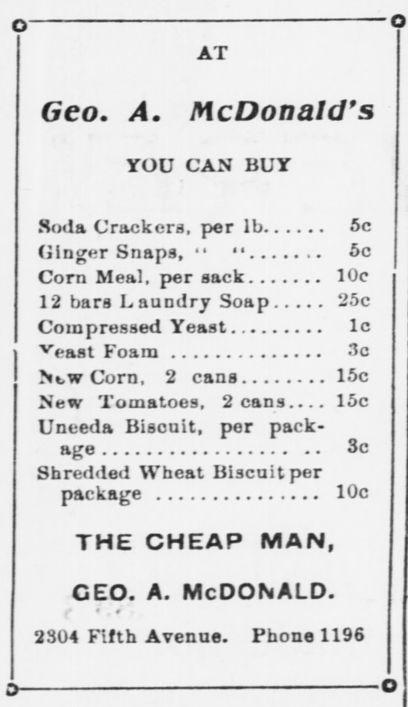 AT
Geo. A. McDonald's
YOU CAN BUY
Soda Crackers, per lb...... 5c
Ginger Snaps, " "....... 5c
Corn Meal, per sack....... 10c
12 bars Laundry Soap..... 25c
Compressed Yeast......... 1c
Yeast Foam .............. 3c
New Corn, 2 cans........ 15c
New Tomatoes, 2 cans.... 15c
Uneeda Biscuit, per pack-
age.................... 3c
Shredded Wheat Biscuit per
package ............... 10c
THE CHEAP MAN,
GEO. A. McDONALD.
2304 Fifth Avenue. Phone 1196